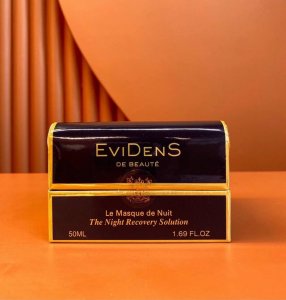 EVIDENS
DE BEAUTÉ
Le Masque de Nuit
The Night Recovery Solution
50ML 1.69 FL.OZ